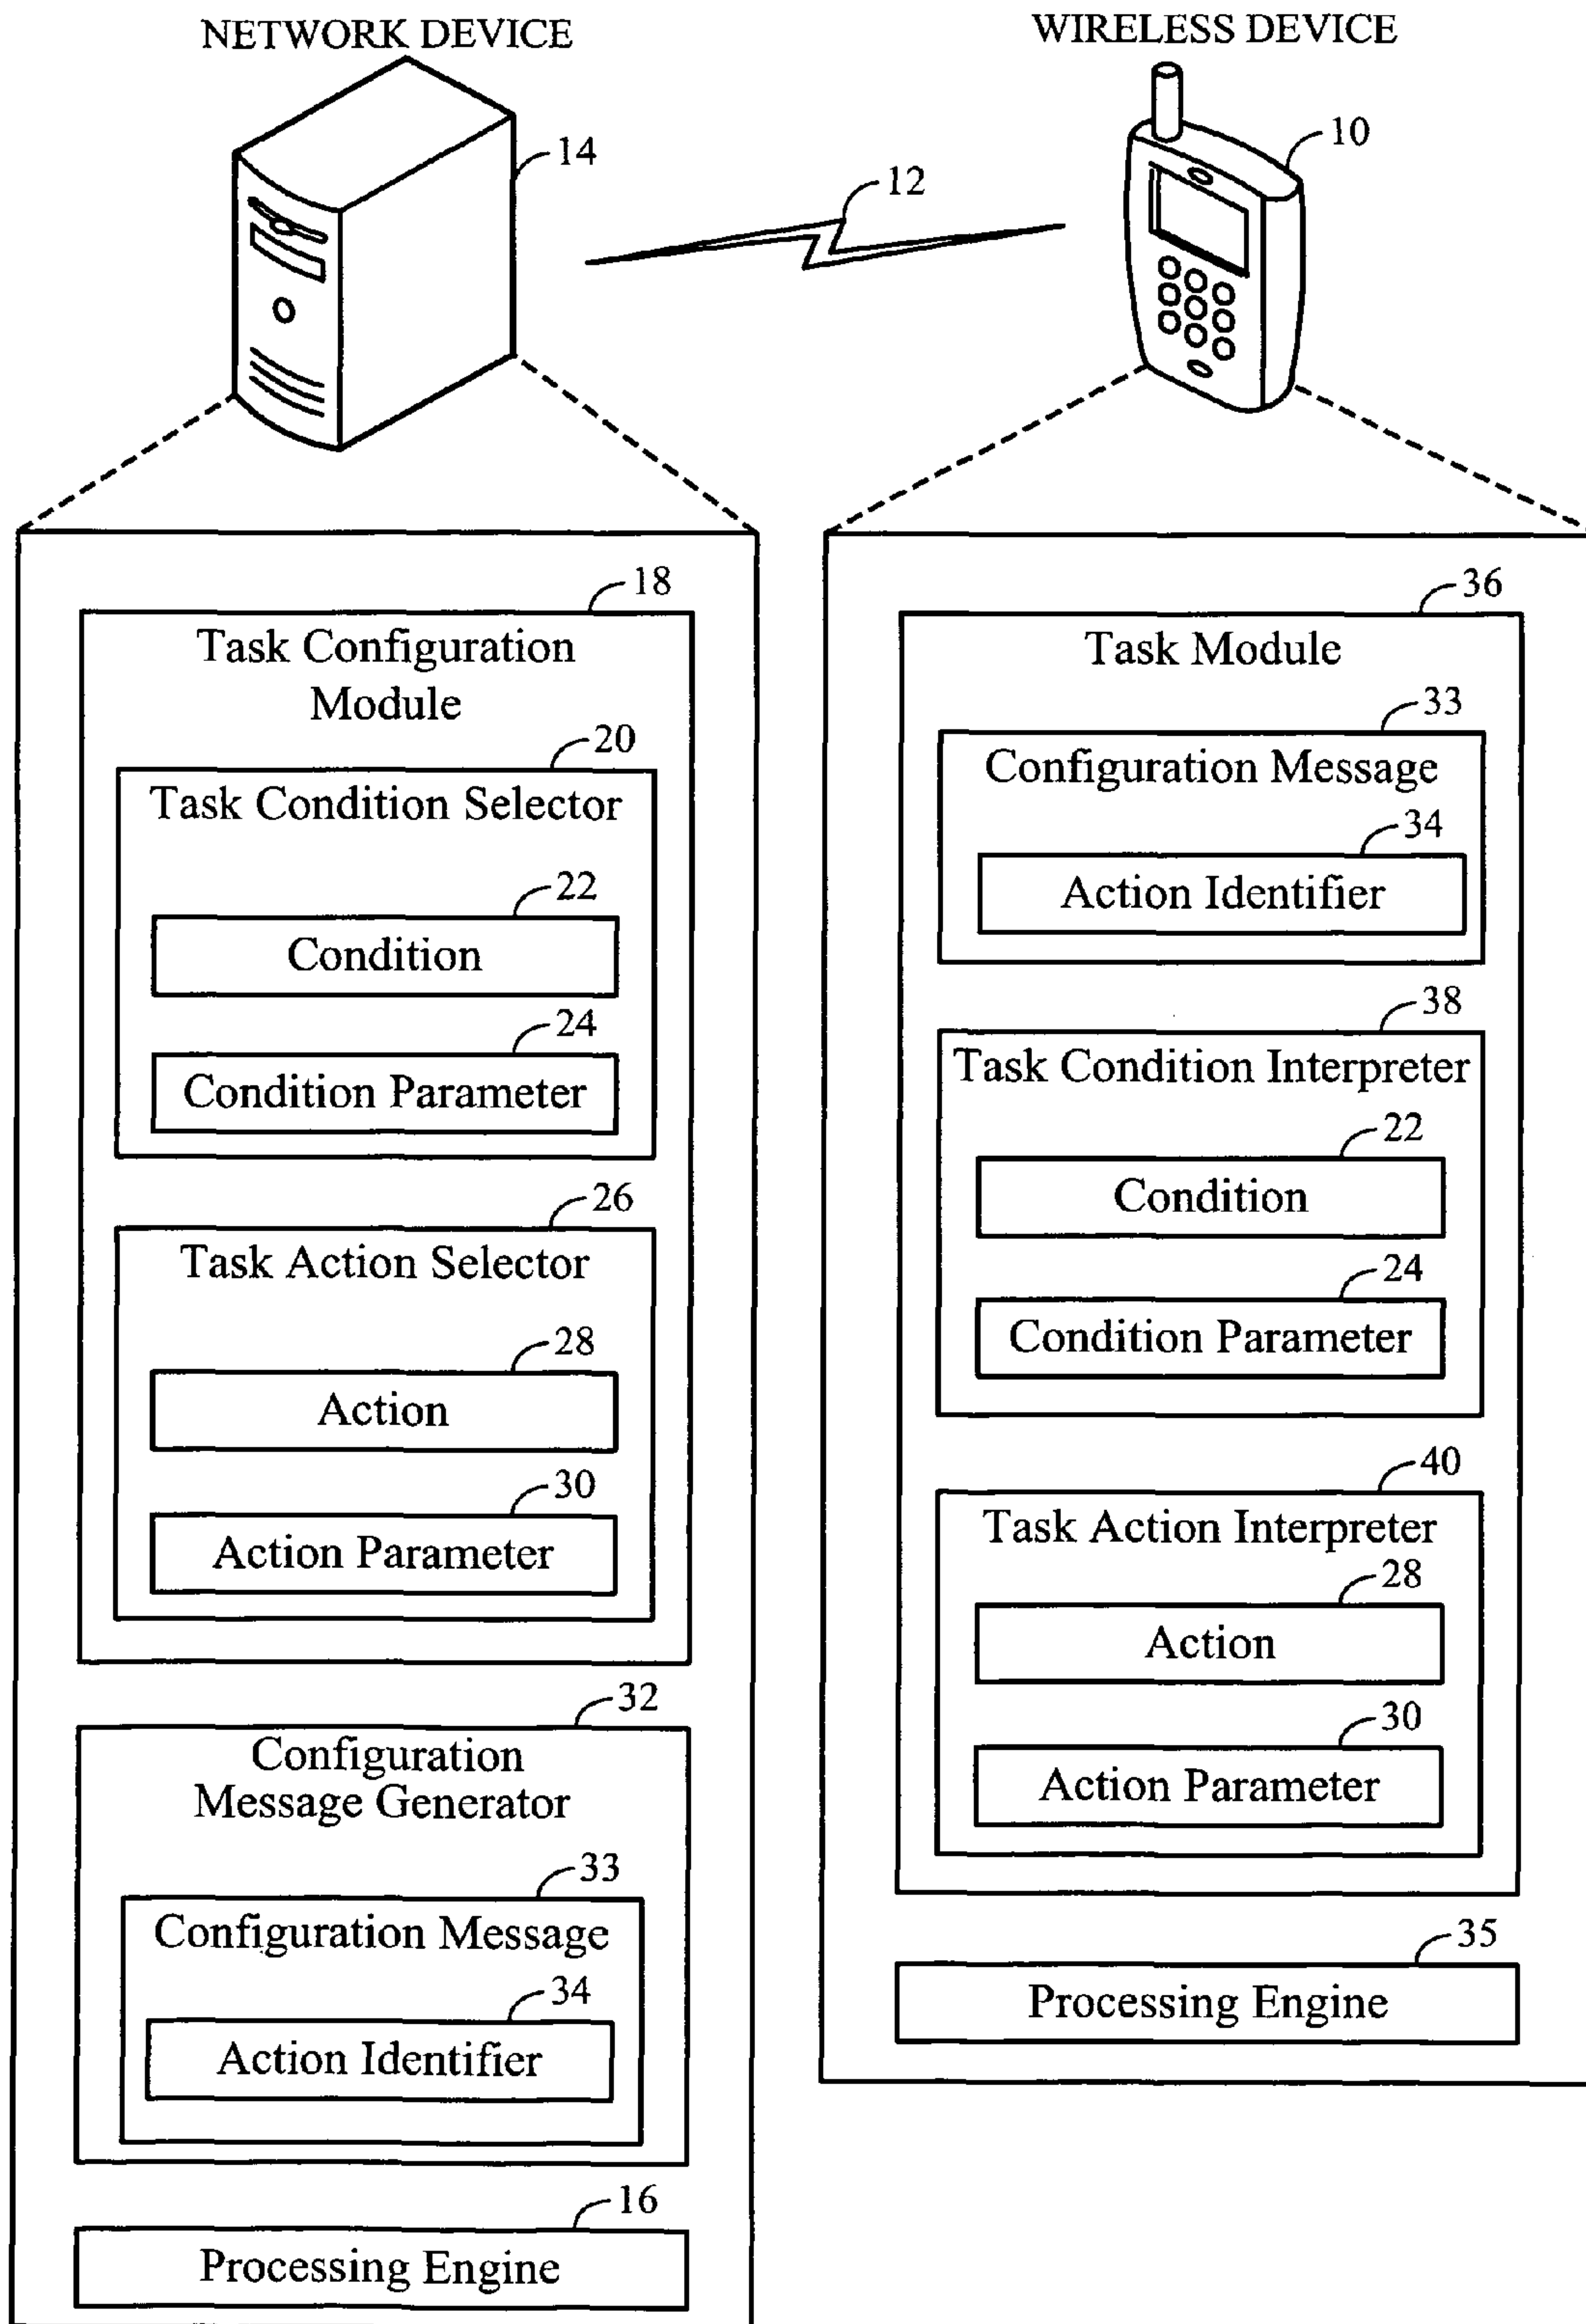 NETWORK DEVICE
14
12
WIRELESS DEVICE
10
18
Task Configuration
Module
20
Task Condition Selector
22
Condition
24
Condition Parameter
26
Task Action Selector
28
Action
30
Action Parameter
32
Configuration
Message Generator
33
Configuration Message
34
Action Identifier
16
Processing Engine
36
Task Module
33
Configuration Message
34
Action Identifier
38
Task Condition Interpreter
22
Condition
24
Condition Parameter
40
Task Action Interpreter
28
Action
30
Action Parameter
35
Processing Engine